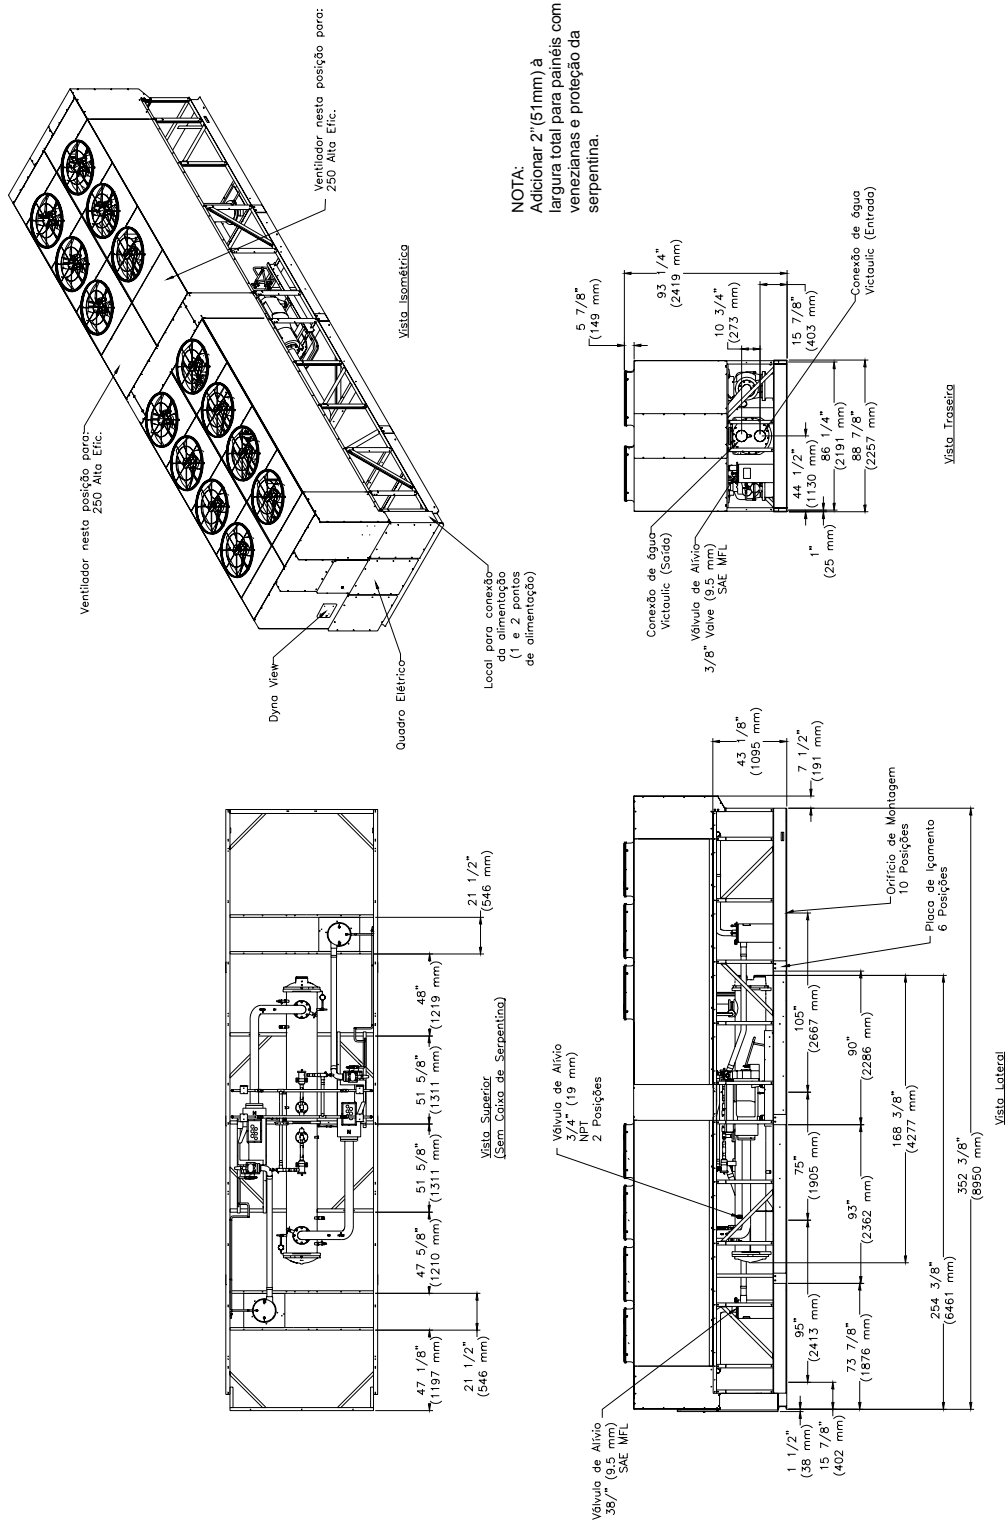 Ventilador nesta posição para:
250 Alta Efic.
Ventilador nesta posição para:
250 Alta Efic.
Dyna View
Quadro Elétrico
Local para conexão
da alimentação
(1 e 2 pontos
de alimentação)
Vista Isométrica
NOTA:
Adicionar 2"(51mm) à
largura total para painéis com
venezianas e proteção da
serpentina.
47 1/8"
(1197 mm)
21 1/2"
(546 mm)
47 5/8"
(1210 mm)
51 5/8"
(1311 mm)
51 5/8"
(1311 mm)
48"
(1219 mm)
21 1/2"
(546 mm)
Vista Superior
(Sem Caixa de Serpentina)
Válvula de Alívio
38/" (9.5 mm)
SAE MFL
Válvula de Alívio
3/4" (19 mm)
NPT
2 Posições
1 1/2"
(38 mm)
15 7/8"
(402 mm)
95"
(2413 mm)
73 7/8"
(1876 mm)
75"
(1905 mm)
93"
(2362 mm)
105"
(2667 mm)
90"
(2286 mm)
168 3/8"
(4277 mm)
254 3/8"
(6461 mm)
352 3/8"
(8950 mm)
43 1/8"
(1095 mm)
7 1/2"
(191 mm)
Orifício de Montagem
10 Posições
Placa de Içamento
6 Posições
Vista Lateral
Conexão de água
Victaulic (Saída)
Válvula de Alívio
3/8" Valve (9.5 mm)
SAE MFL
5 7/8"
(149 mm)
93 1/4"
(2419 mm)
10 3/4"
(273 mm)
15 7/8"
(403 mm)
Conexão de água
Victaulic (Entrada)
1"
(25 mm)
44 1/2"
(1130 mm)
86 1/4"
(2191 mm)
88 7/8"
(2257 mm)
Vista Traseira